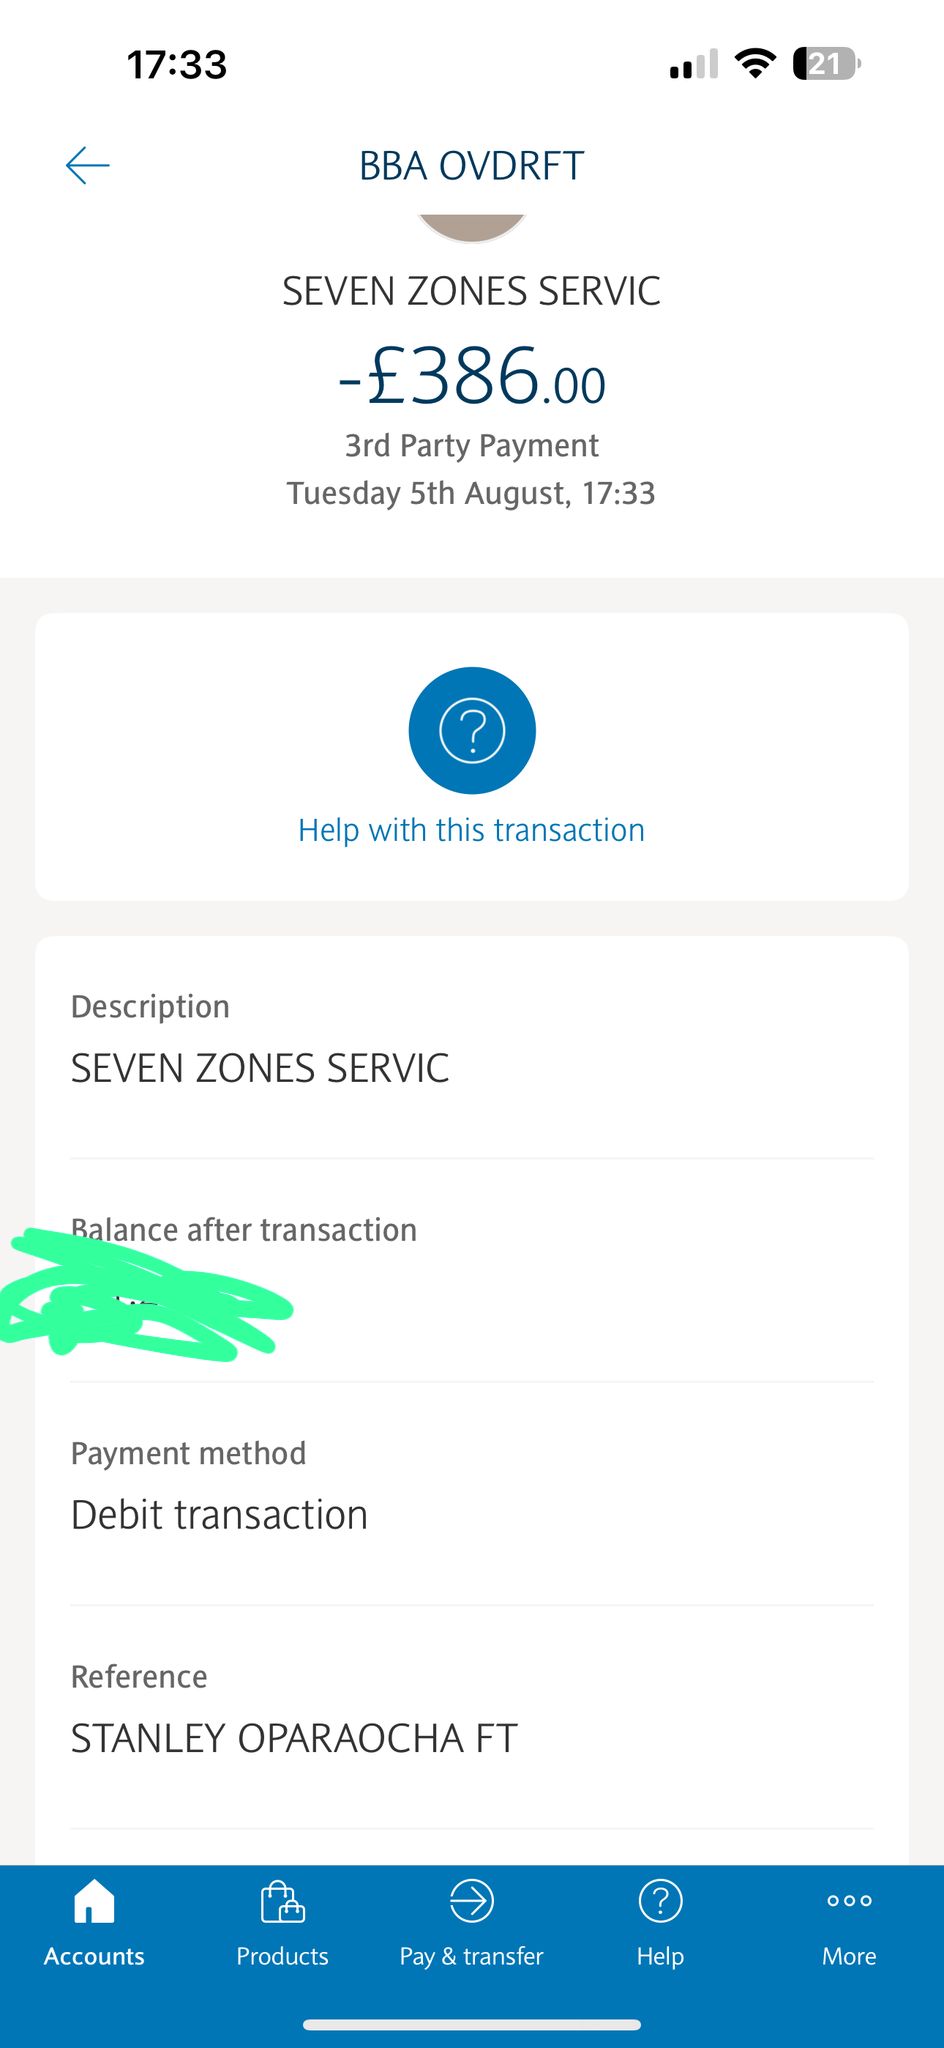 17:33
21
BBA OVDRFT
SEVEN ZONES SERVIC
-£386.00
3rd Party Payment
Tuesday 5th August, 17:33
Help with this transaction
Description
SEVEN ZONES SERVIC
Balance after transaction
Payment method
Debit transaction
Reference
STANLEY OPARAOCHA FT
Accounts
Products
Pay & transfer
Help
More